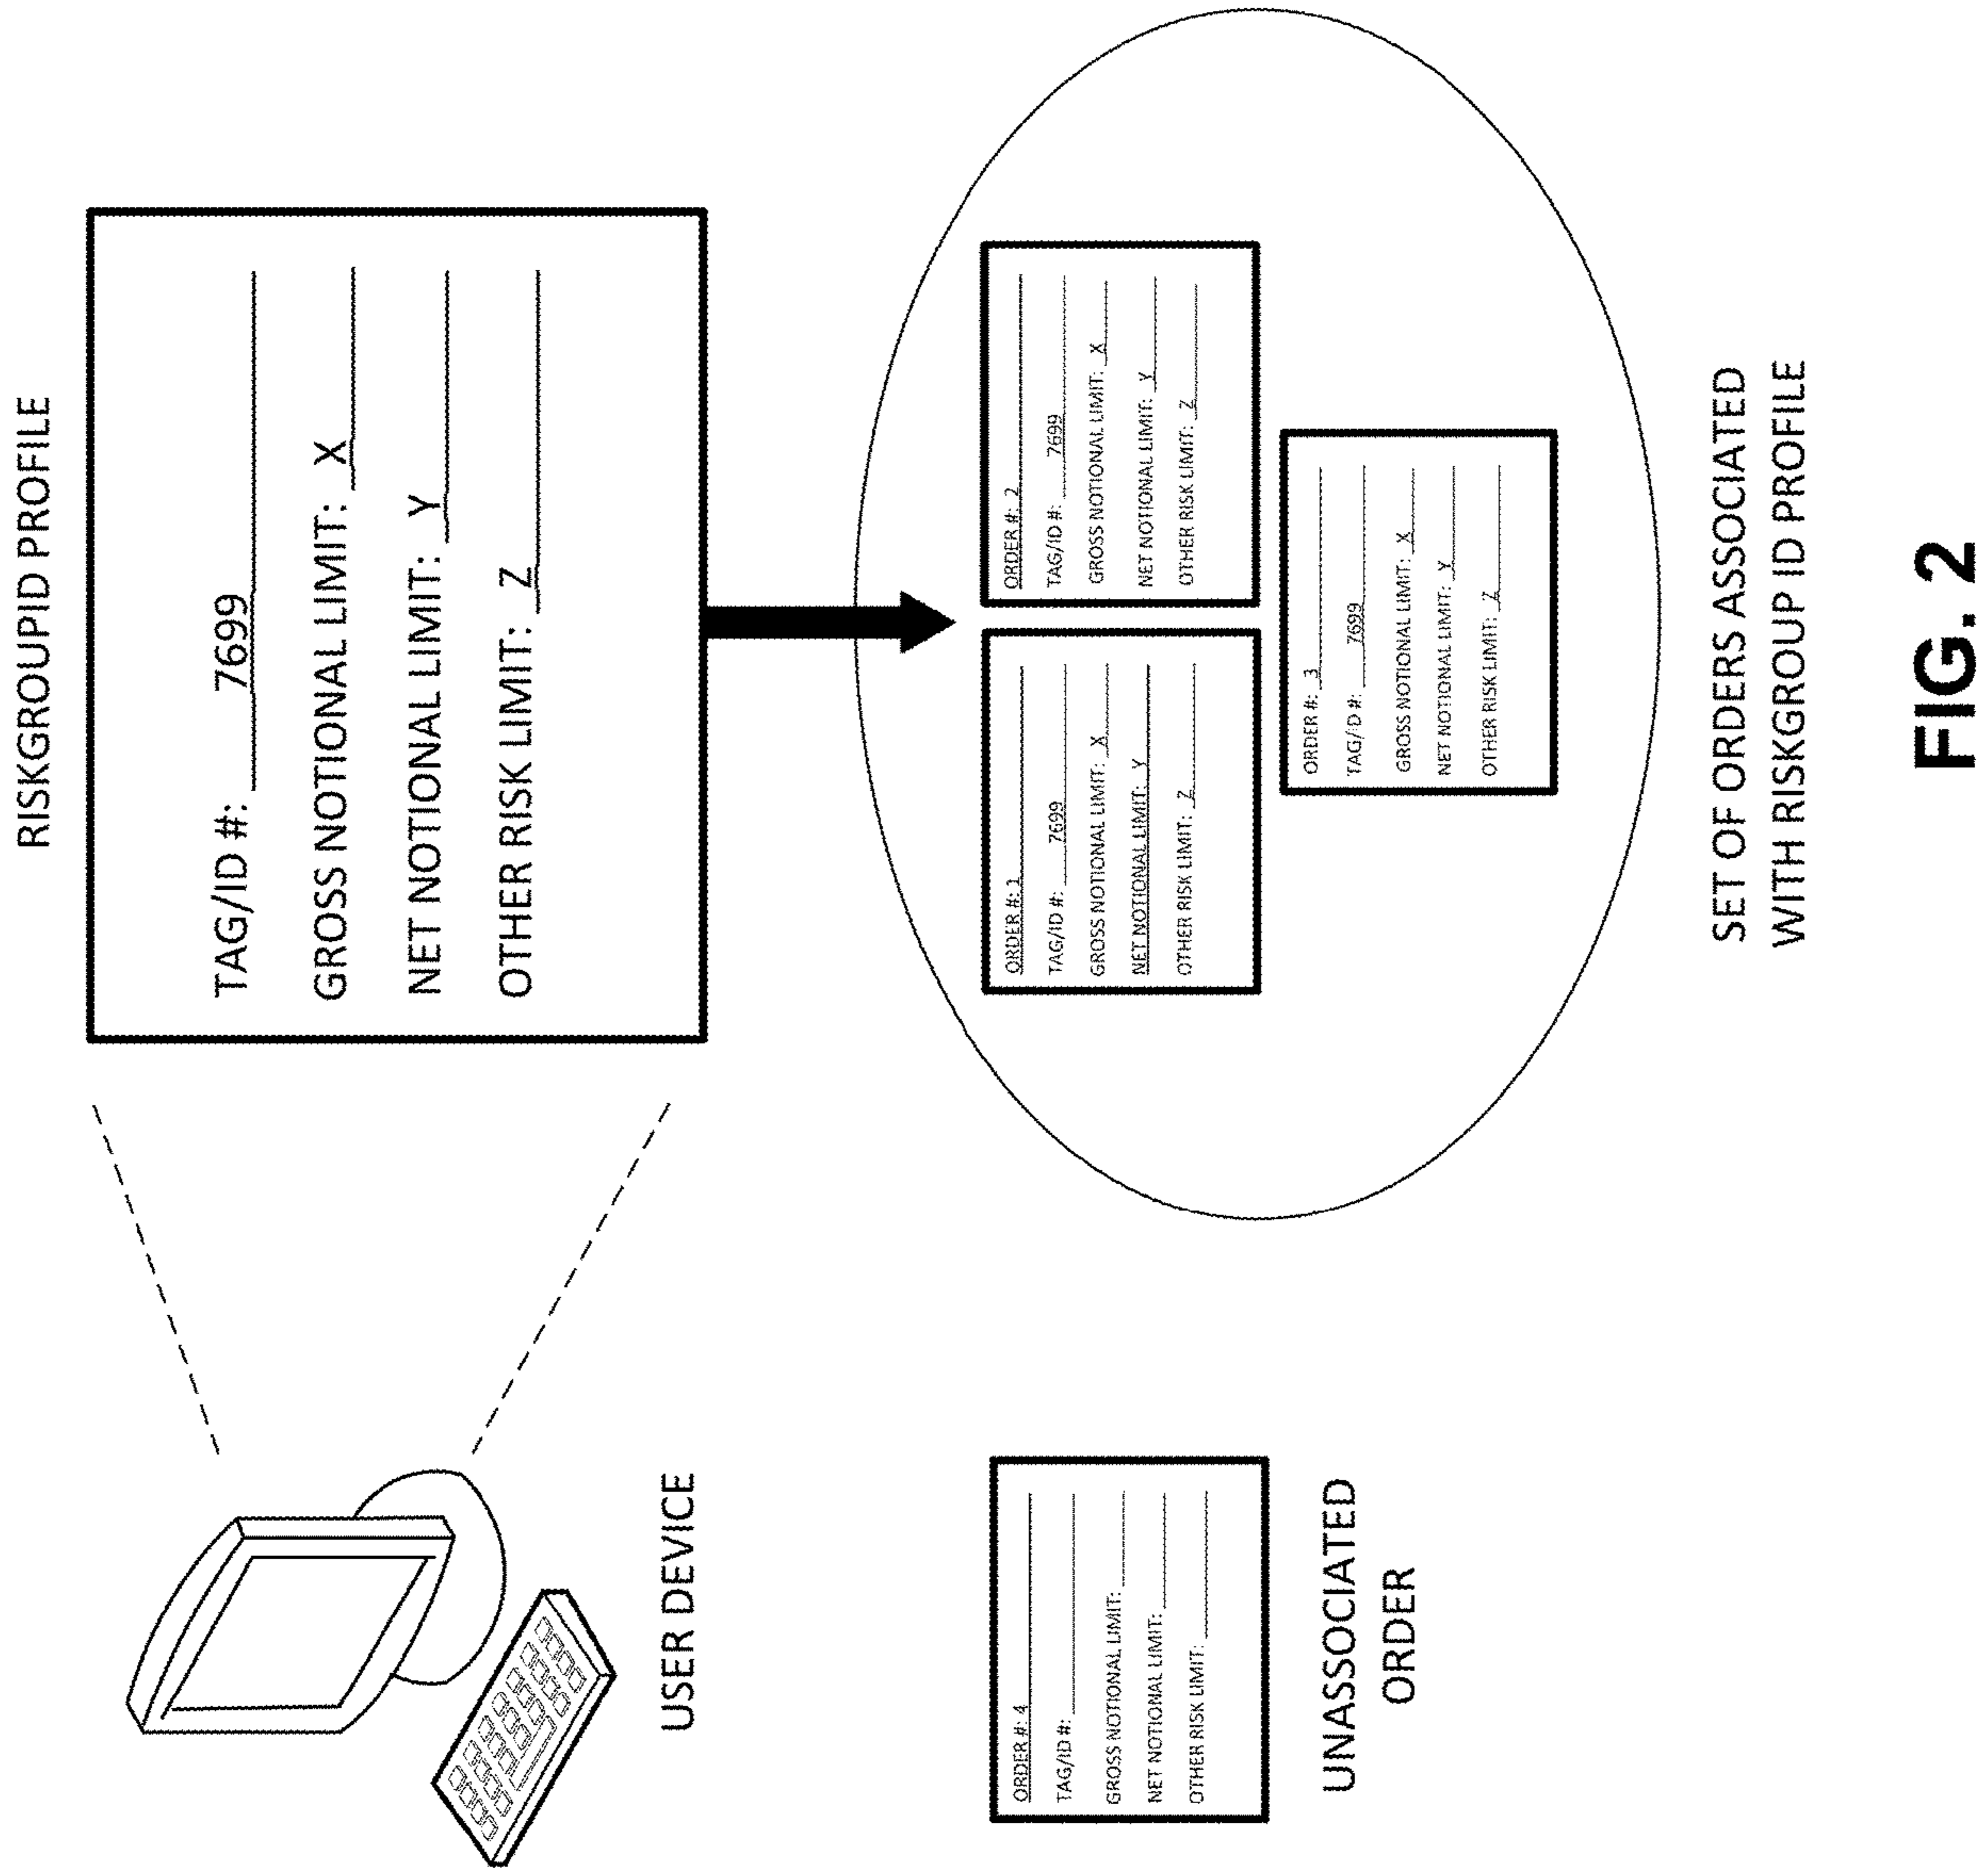 RISKGROUPID PROFILE
TAG/ID #: 7699
GROSS NOTIONAL LIMIT: X
NET NOTIONAL LIMIT: Y
OTHER RISK LIMIT: Z
USER DEVICE
ORDER #: 4
TAG/ID #:
GROSS NOTIONAL LIMIT:
NET NOTIONAL LIMIT:
OTHER RISK LIMIT:
UNASSOCIATED
ORDER
ORDER #: 1
TAG/ID #: 7699
GROSS NOTIONAL LIMIT: X
NET NOTIONAL LIMIT: Y
OTHER RISK LIMIT: Z
ORDER #: 2
TAG/ID #: 7699
GROSS NOTIONAL LIMIT: X
NET NOTIONAL LIMIT: Y
OTHER RISK LIMIT: Z
ORDER #: 3
TAG/ID #: 7699
GROSS NOTIONAL LIMIT: X
NET NOTIONAL LIMIT: Y
OTHER RISK LIMIT: Z
SET OF ORDERS ASSOCIATED
WITH RISKGROUP ID PROFILE
FIG. 2